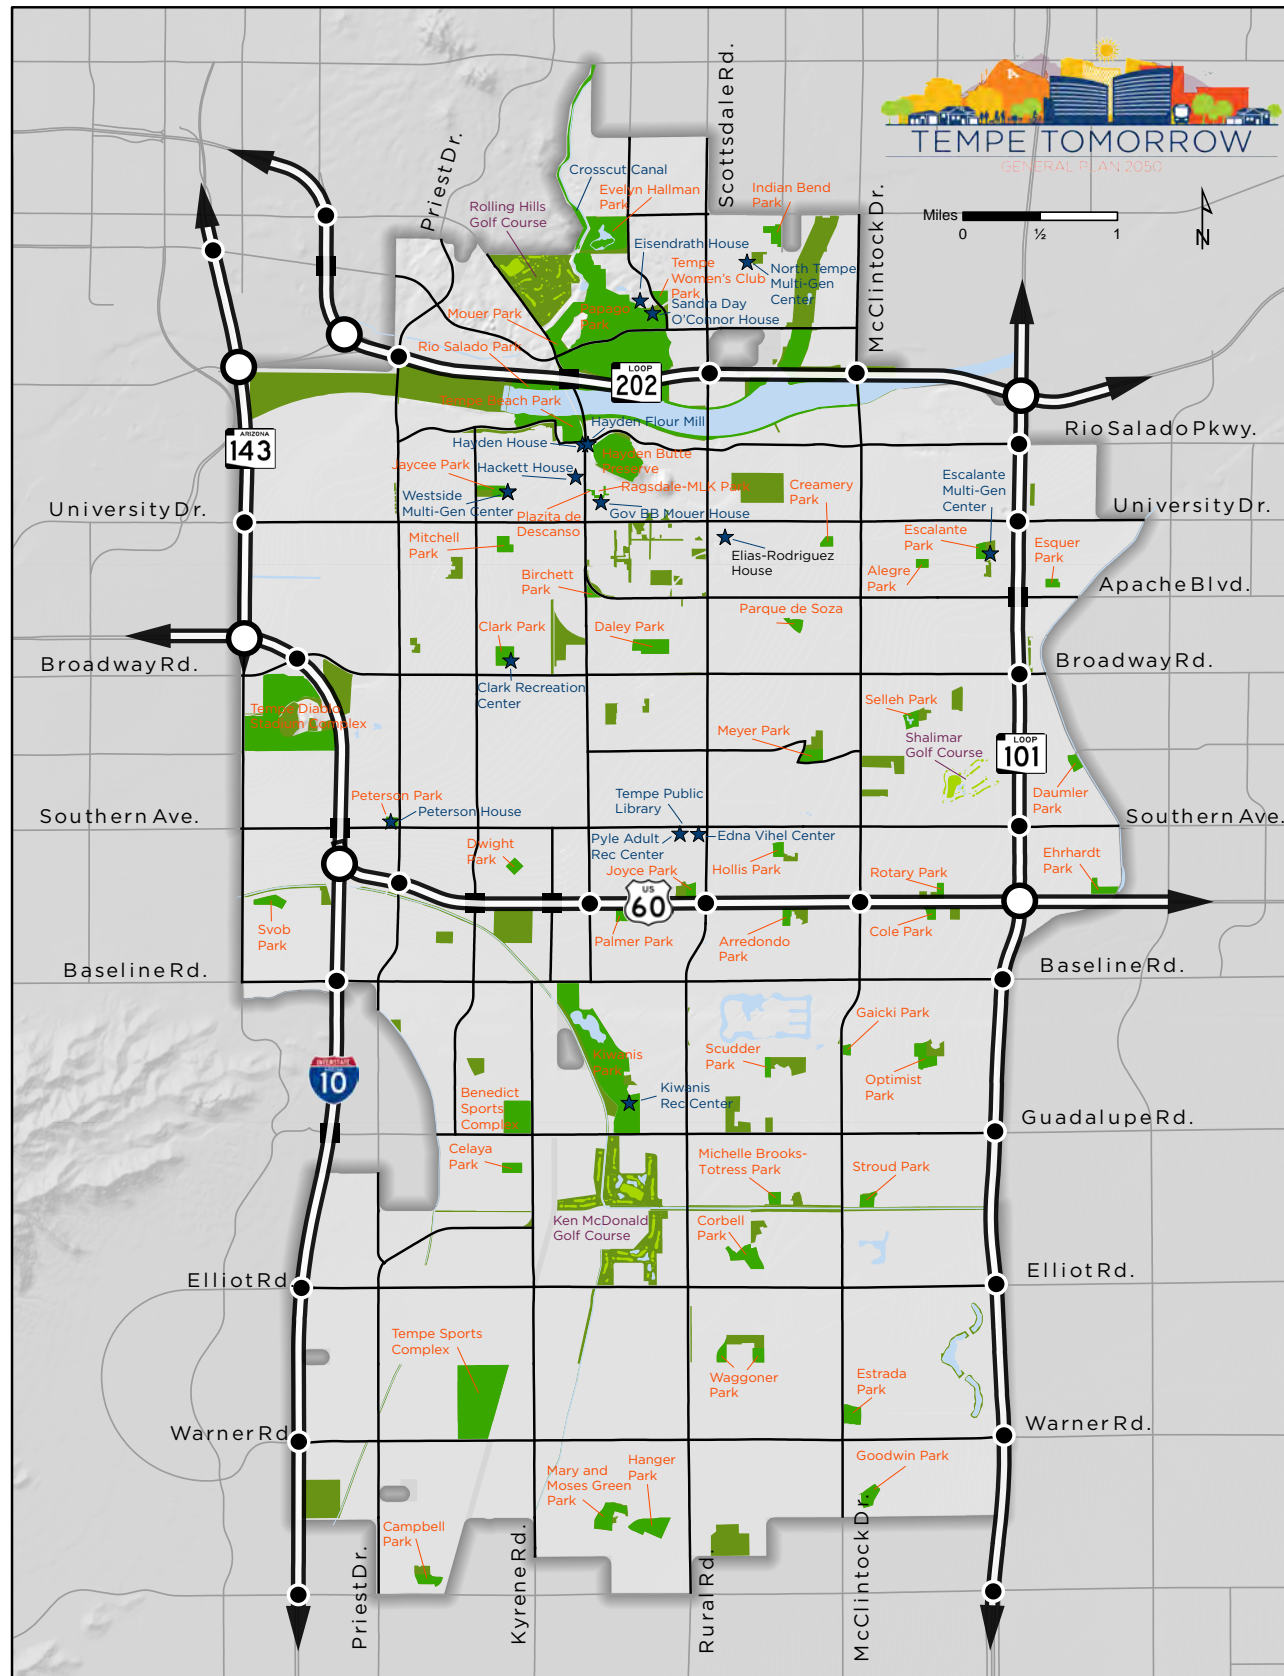 TEMPE TOMORROW
GENERAL PLAN 2050
Miles
0 ½ 1
N
Scottsdale Rd.
Priest Dr.
McClintock Dr.
Crosscut Canal
Evelyn Hallman
Park
Indian Bend
Park
Rolling Hills
Golf Course
Eisendrath House
Tempe
Women's Club
Park
North Tempe
Multi-Gen
Center
Sandra Day
O'Connor House
Papago
Park
Mouer Park
Rio Salado Park
LOOP
202
Tempe Beach Park
Hayden Flour Mill
ARIZONA
143
Hayden House
Hayden Butte
Preserve
Rio Salado Pkwy.
Jaycee Park
Hackett House
Ragsdale-MLK Park
Creamery
Park
Escalante
Multi-Gen
Center
Westside
Multi-Gen Center
Plazita de
Descanso
Gov BB Mouer House
University Dr.
University Dr.
Mitchell
Park
Elias-Rodriguez
House
Escalante
Park
Esquer
Park
Alegre
Park
Birchett
Park
Apache Blvd.
Parque de Soza
Clark Park
Daley Park
Broadway Rd.
Broadway Rd.
Clark Recreation
Center
Tempe Diablo
Stadium Complex
Selleh Park
Meyer Park
Shalimar
Golf Course
LOOP
101
Daumler
Park
Peterson Park
Peterson House
Tempe Public
Library
Southern Ave.
Southern Ave.
Pyle Adult
Rec Center
Edna Vihel Center
Dwight
Park
Hollis Park
Ehrhardt
Park
Joyce Park
Rotary Park
US
60
Svob
Park
Palmer Park
Arredondo
Park
Cole Park
Baseline Rd.
Baseline Rd.
Gaicki Park
INTERSTATE
10
Kiwanis
Park
Scudder
Park
Optimist
Park
Benedict
Sports
Complex
Kiwanis
Rec Center
Guadalupe Rd.
Celaya
Park
Michelle Brooks-
Totress Park
Stroud Park
Ken McDonald
Golf Course
Corbell
Park
Elliot Rd
Elliot Rd.
Tempe Sports
Complex
Waggoner
Park
Estrada
Park
Warner Rd
Warner Rd.
Mary and
Moses Green
Park
Hanger
Park
Goodwin Park
Campbell
Park
Priest Dr.
Kyrene Rd.
Rural Rd.
McClintock Dr.